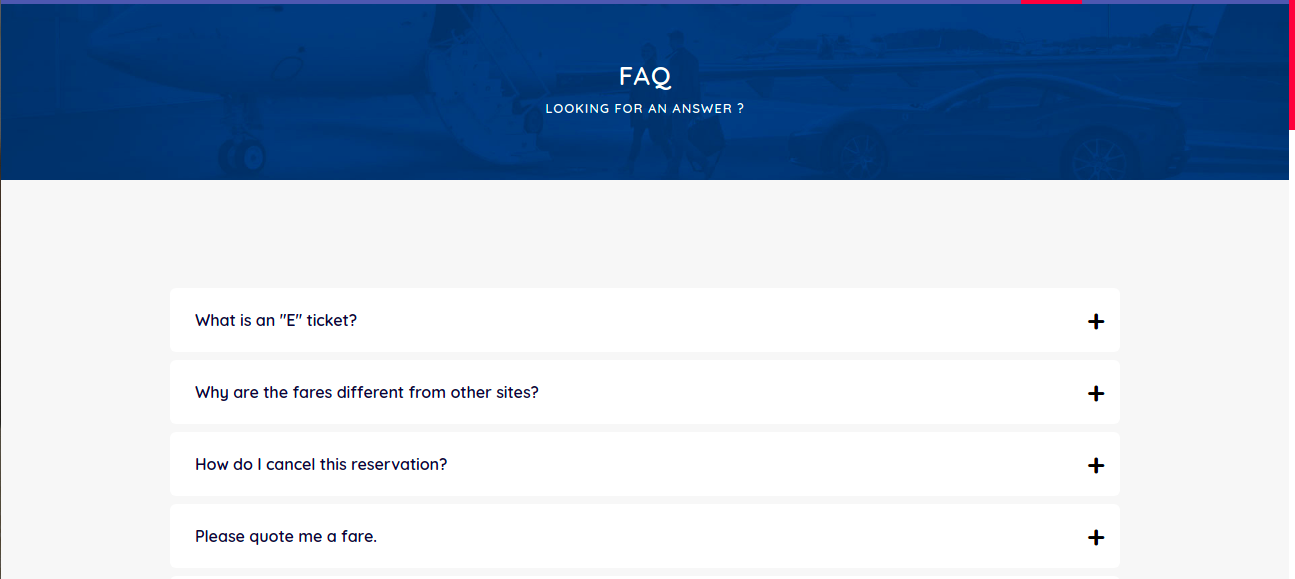 FAQ
LOOKING FOR AN ANSWER ?
What is an "E" ticket?
Why are the fares different from other sites?
How do I cancel this reservation?
Please quote me a fare.